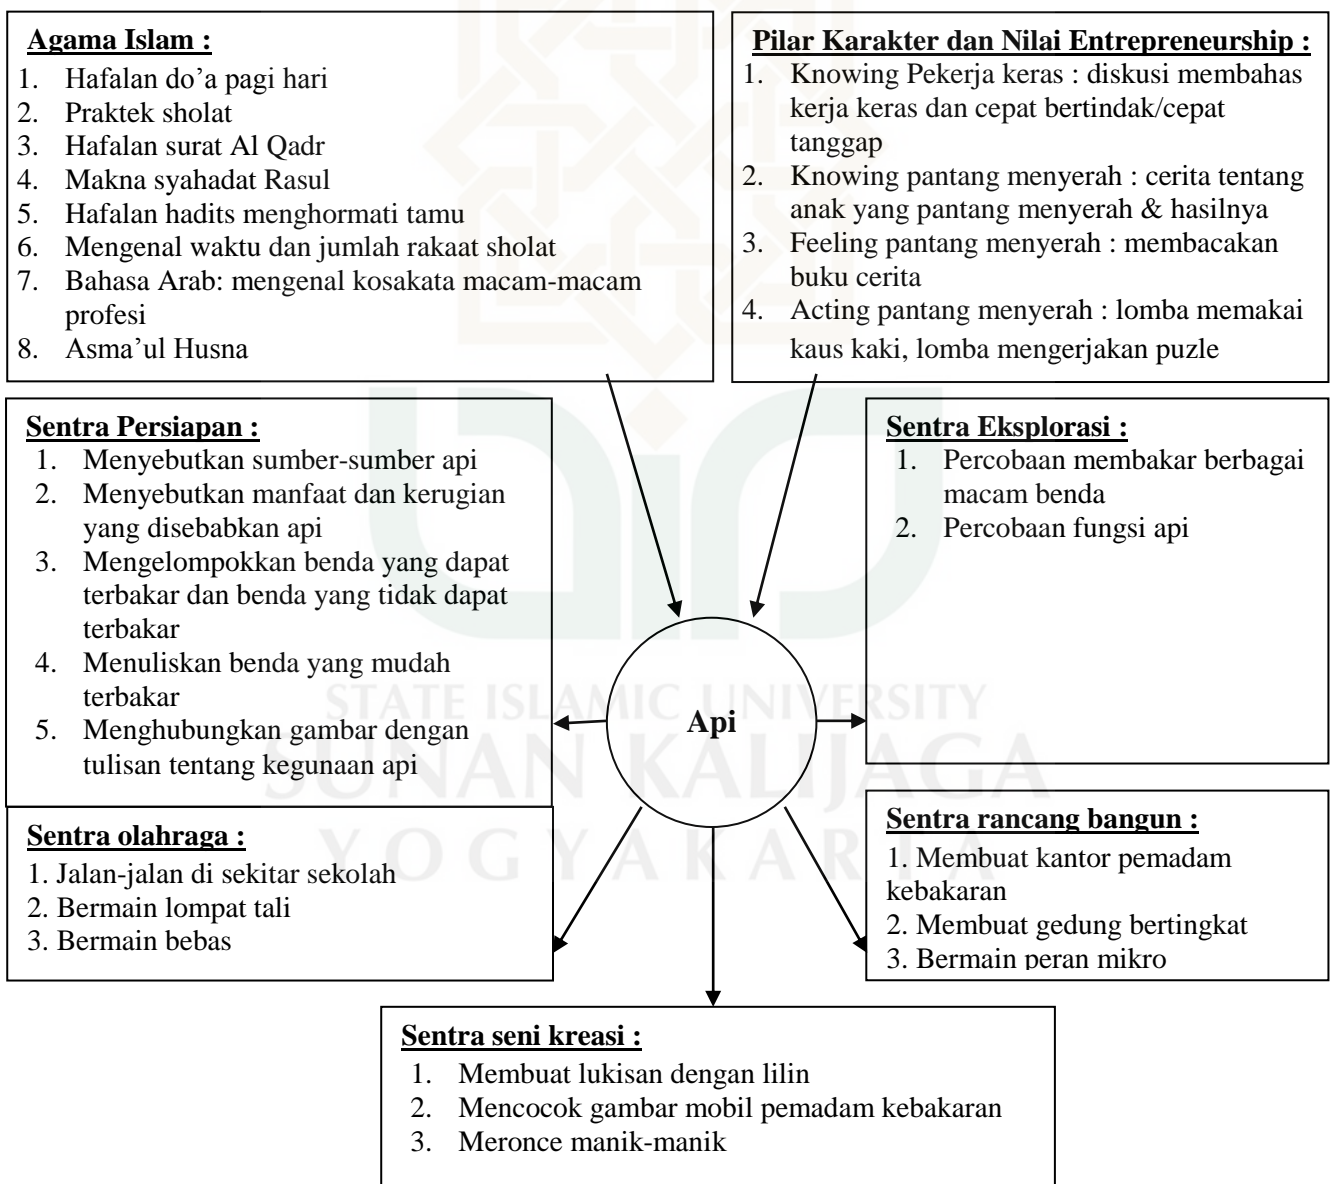 Agama Islam :
1. Hafalan do’a pagi hari
2. Praktek sholat
3. Hafalan surat Al Qadr
4. Makna syahadat Rasul
5. Hafalan hadits menghormati tamu
6. Mengenal waktu dan jumlah rakaat sholat
7. Bahasa Arab: mengenal kosakata macam-macam
profesi
8. Asma’ul Husna
Pilar Karakter dan Nilai Entrepreneurship :
1. Knowing Pekerja keras : diskusi membahas
kerja keras dan cepat bertindak/cepat
tanggap
2. Knowing pantang menyerah : cerita tentang
anak yang pantang menyerah & hasilnya
3. Feeling pantang menyerah : membacakan
buku cerita
4. Acting pantang menyerah : lomba memakai
kaus kaki, lomba mengerjakan puzle
Sentra Persiapan :
1. Menyebutkan sumber-sumber api
2. Menyebutkan manfaat dan kerugian
yang disebabkan api
3. Mengelompokkan benda yang dapat
terbakar dan benda yang tidak dapat
terbakar
4. Menuliskan benda yang mudah
terbakar
5. Menghubungkan gambar dengan
tulisan tentang kegunaan api
Sentra Eksplorasi :
1. Percobaan membakar berbagai
macam benda
2. Percobaan fungsi api
Api
STATE ISLAMIC UNIVERSITY
SUNAN KALIJAGA
YOGYAKARTA
Sentra olahraga :
1. Jalan-jalan di sekitar sekolah
2. Bermain lompat tali
3. Bermain bebas
Sentra rancang bangun :
1. Membuat kantor pemadam
kebakaran
2. Membuat gedung bertingkat
3. Bermain peran mikro
Sentra seni kreasi :
1. Membuat lukisan dengan lilin
2. Mencocok gambar mobil pemadam kebakaran
3. Meronce manik-manik